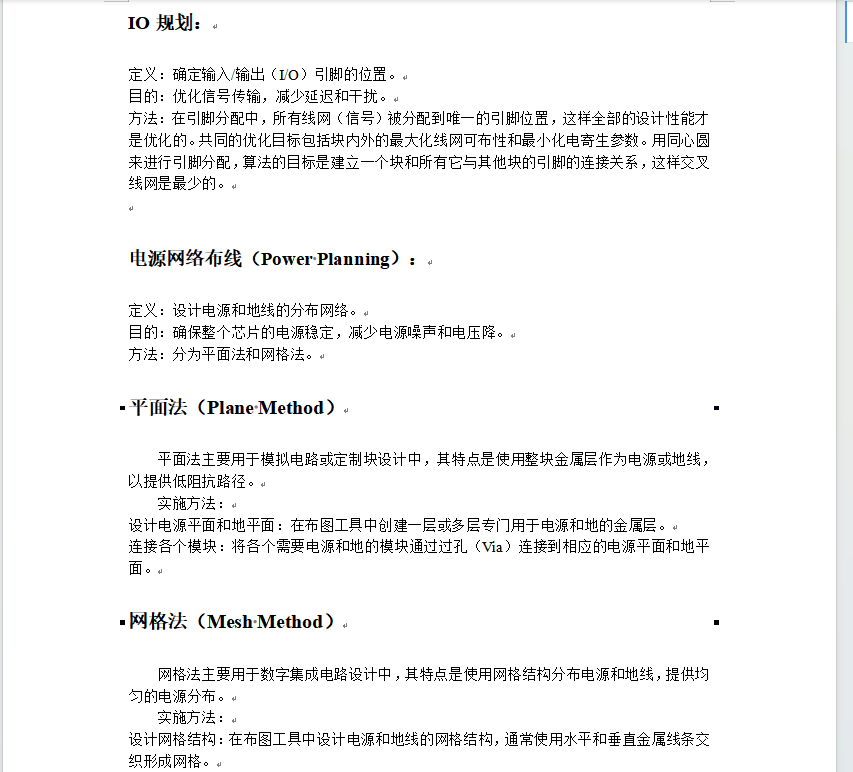 IO 规划：
定义：确定输入/输出（I/O）引脚的位置。
目的：优化信号传输，减少延迟和干扰。
方法：在引脚分配中，所有线网（信号）被分配到唯一的引脚位置，这样全部的设计性能才
是优化的。共同的优化目标包括块内外的最大化线网可布性和最小化电寄生参数。用同心圆
来进行引脚分配，算法的目标是建立一个块和所有它与其他块的引脚的连接关系，这样交叉
线网是最少的。
电源网络布线（Power Planning）：
定义：设计电源和地线的分布网络。
目的：确保整个芯片的电源稳定，减少电源噪声和电压降。
方法：分为平面法和网格法。
平面法（Plane Method）
平面法主要用于模拟电路或定制块设计中，其特点是使用整块金属层作为电源或地线，
以提供低阻抗路径。
实施方法：
设计电源平面和地平面：在布图工具中创建一层或多层专门用于电源和地的金属层。
连接各个模块：将各个需要电源和地的模块通过过孔（Via）连接到相应的电源平面和地平
面。
网格法（Mesh Method）
网格法主要用于数字集成电路设计中，其特点是使用网格结构分布电源和地线，提供均
匀的电源分布。
实施方法：
设计网格结构：在布图工具中设计电源和地线的网格结构，通常使用水平和垂直金属线条交
织形成网格。